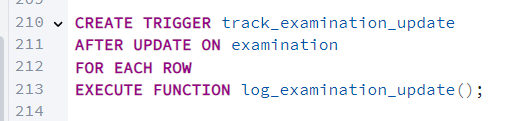 210 CREATE TRIGGER track_examination_update
211 AFTER UPDATE ON examination
212 FOR EACH ROW
213 EXECUTE FUNCTION log_examination_update();
214